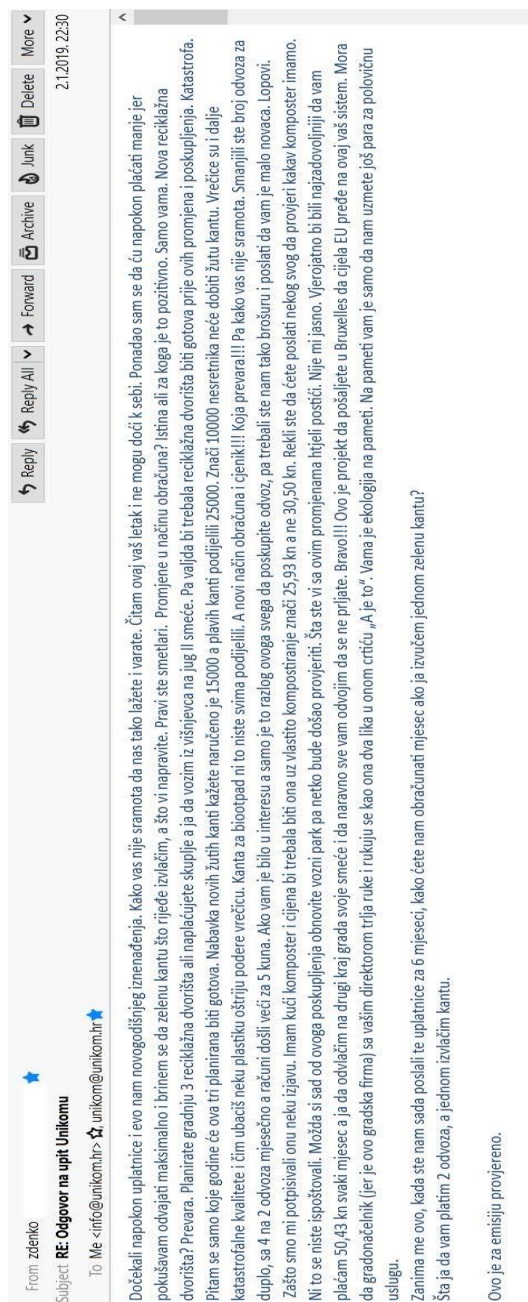 From zdenko
Reply Reply All Forward Archive Junk Delete More
Subject RE: Odgovor na upit Unikomu
2.1.2019. 22:30
To Me <info@unikom.hr>, unikom@unikom.hr
Dočekali napokon uplatnice i evo nam novogodišnjeg iznenađenja. Kako vas nije sramota da nas tako lažete i varate. Čitam ovaj vaš letak i ne mogu doći k sebi. Ponadao sam se da ću napokon plaćati manje jer
pokušavam odvajati maksimalno i brinem se da zelenu kantu što rijeđe izvlačim, a što vi napravite. Pravi ste smetlari. Promjene u načinu obračuna? Istina ali za koga je to pozitivno. Samo vama. Nova reciklažna
dvorišta? Prevara. Planirate gradnju 3 reciklažna dvorišta ali naplaćujete skuplje a ja da vozim iz višnjevca na jug II smeće. Pa valjda bi trebala reciklažna dvorišta biti gotova prije ovih promjena i poskupljenja. Katastrofa.
Pitam se samo koje godine će ova tri planirana biti gotova. Nabavka novih žutih kanti kažete naručeno je 15000 a plavih kanti podijelili 25000. Znači 10000 nesretnika neće dobiti žutu kantu. Vrečice su i dalje
katastrofalne kvalitete i čim ubaciš neku plastiku oštriju podere vrećicu. Kanta za biootpad ni to niste svima podijelili. A novi način obračuna i cjenik!!! Koja prevara!!! Pa kako vas nije sramota. Smanjili ste broj odvoza za
duplo, sa 4 na 2 odvoza mjesečno a računi došli veći za 5 kuna. Ako vam je bilo u interesu a samo je to razlog ovoga svega da poskupite odvoz, pa trebali ste nam tako brošuru i poslati da vam je malo novaca. Lopovi.
Zašto smo mi potpisivali onu neku izjavu. Imam kući komposter i cijena bi trebala biti ona uz vlastito kompostiranje znači 25,93 kn a ne 30,50 kn. Rekli ste da ćete poslati nekog svog da provjeri kakav komposter imamo.
Ni to se niste ispoštovali. Možda si sad od ovoga poskupljenja obnovite vozni park pa netko bude došao provjeriti. Šta ste vi sa ovim promjenama htjeli postići. Nije mi jasno. Vjerojatno bi bili najzadovoljniji da vam
plaćam 50,43 kn svaki mjesec a ja da odvlačim na drugi kraj grada svoje smeće i da naravno sve vam odvojim da se ne prljate. Bravo!!! Ovo je projekt da pošaljete u Bruxelles da cijela EU pređe na ovaj vaš sistem. Mora
da gradonačelnik (jer je ovo gradska firma) sa vašim direktorom trlja ruke i rukuju se kao ona dva lika u onom crtiću „A je to". Vama je ekologija na pameti. Na pameti vam je samo da nam uzmete još para za polovičnu
uslugu.
Zanima me ovo, kada ste nam sada poslali te uplatnice za 6 mjeseci, kako ćete nam obračunati mjesec ako ja izvučem jednom zelenu kantu?
Šta ja da vam platim 2 odvoza, a jednom izvlačim kantu.
Ovo je za emisiju provjereno.